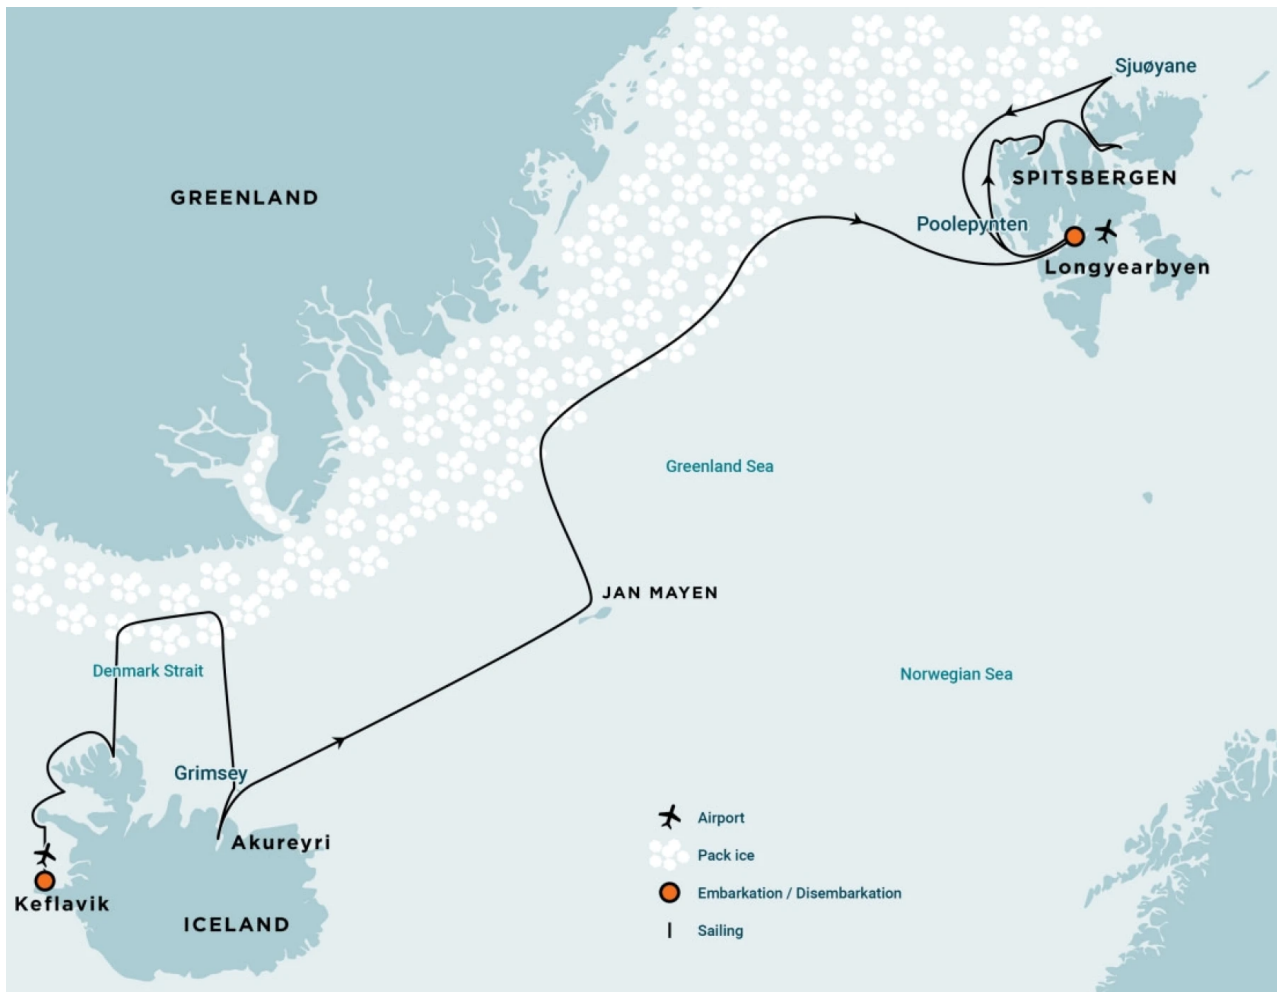 Sjuøyane
SPITSBERGEN
GREENLAND
Poolepynten
Longyearbyen
Greenland Sea
JAN MAYEN
Denmark Strait
Norwegian Sea
Grimsey
Akureyri
Keflavik
ICELAND
Airport
Pack ice
Embarkation / Disembarkation
Sailing